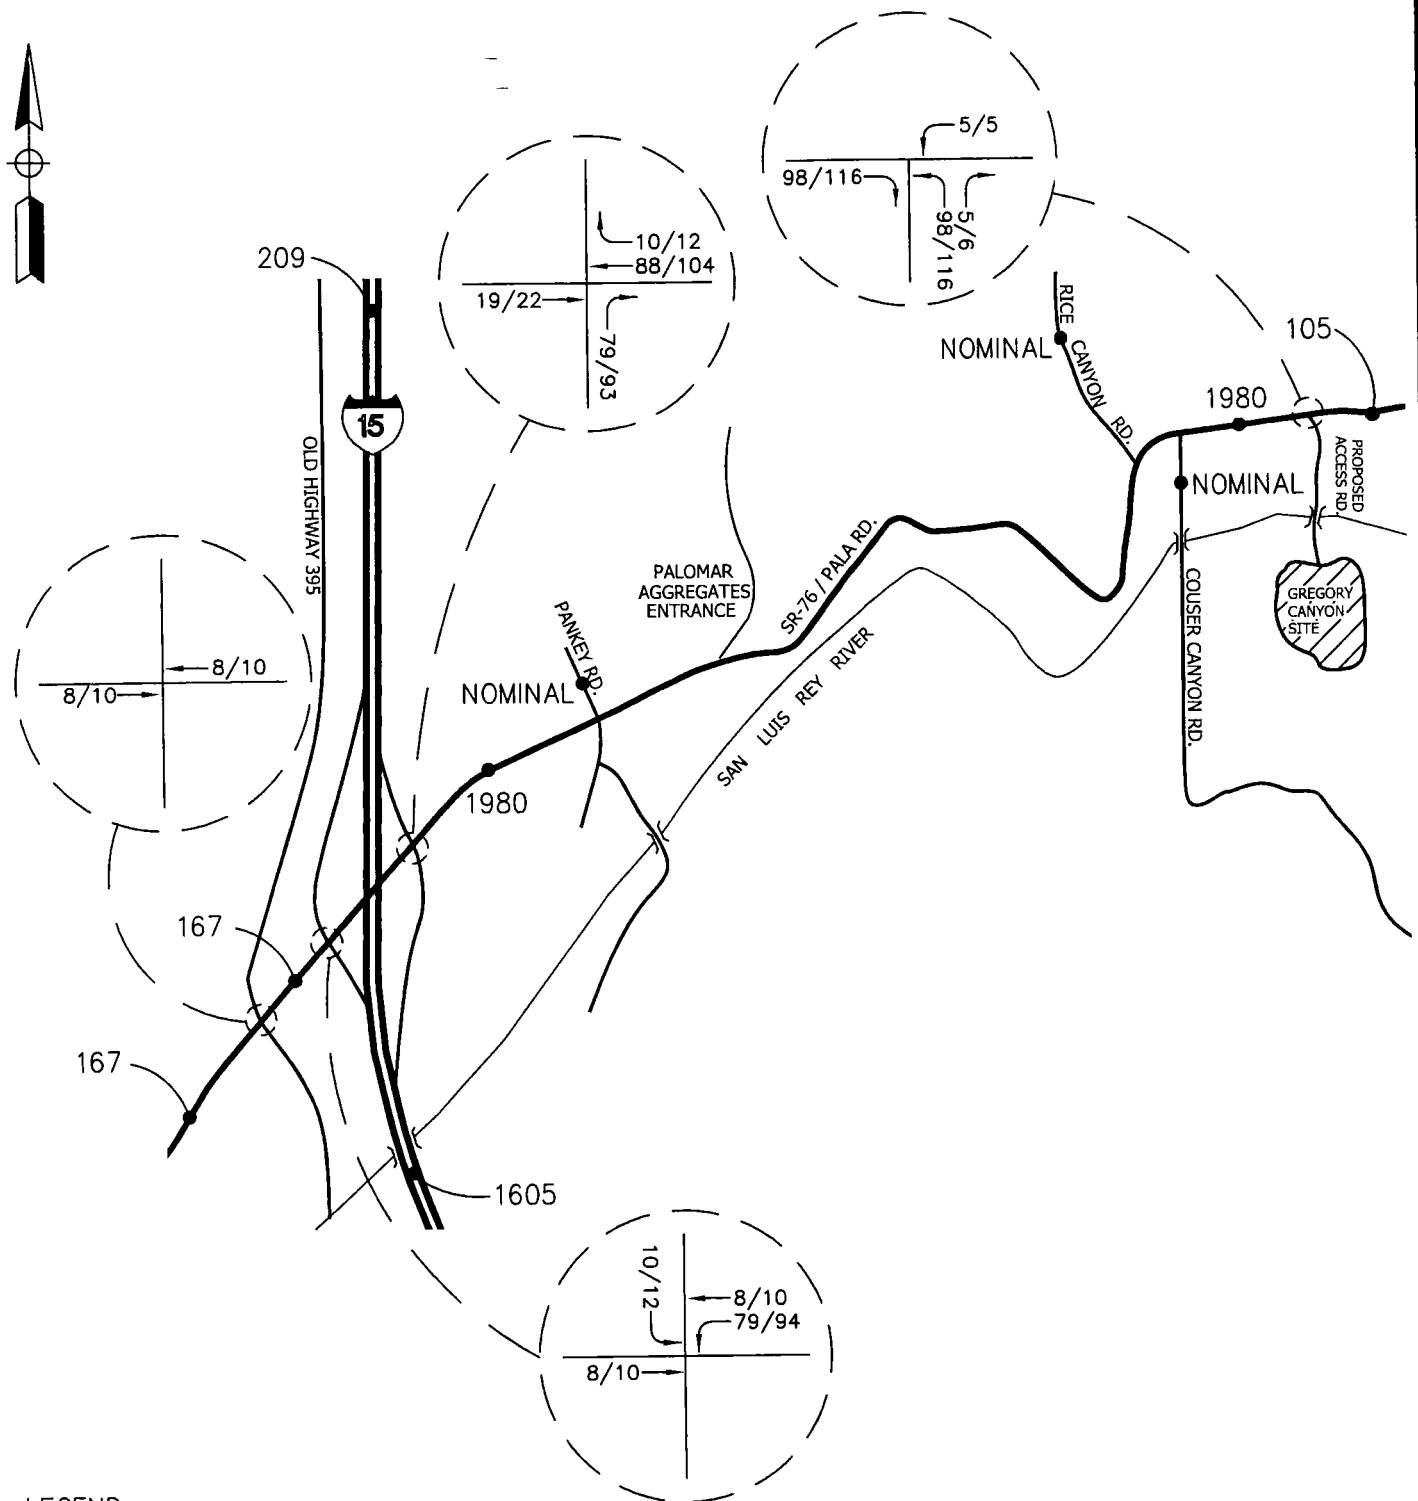 5/5
98/116
5/6
98/116
10/12
88/104
19/22
79/93
209
15
OLD HIGHWAY 395
RICE CANYON RD.
NOMINAL
105
1980
PROPOSED
ACCESS RD.
NOMINAL
PALOMAR
AGGREGATES
ENTRANCE
SR-76 / PALA RD.
GREGORY
CANYON
SITE
COUSER CANYON RD.
SAN LUIS REY RIVER
PANKEY RD.
NOMINAL
8/10
8/10
1980
167
167
1605
10/12
8/10
79/94
8/10
LEGEND